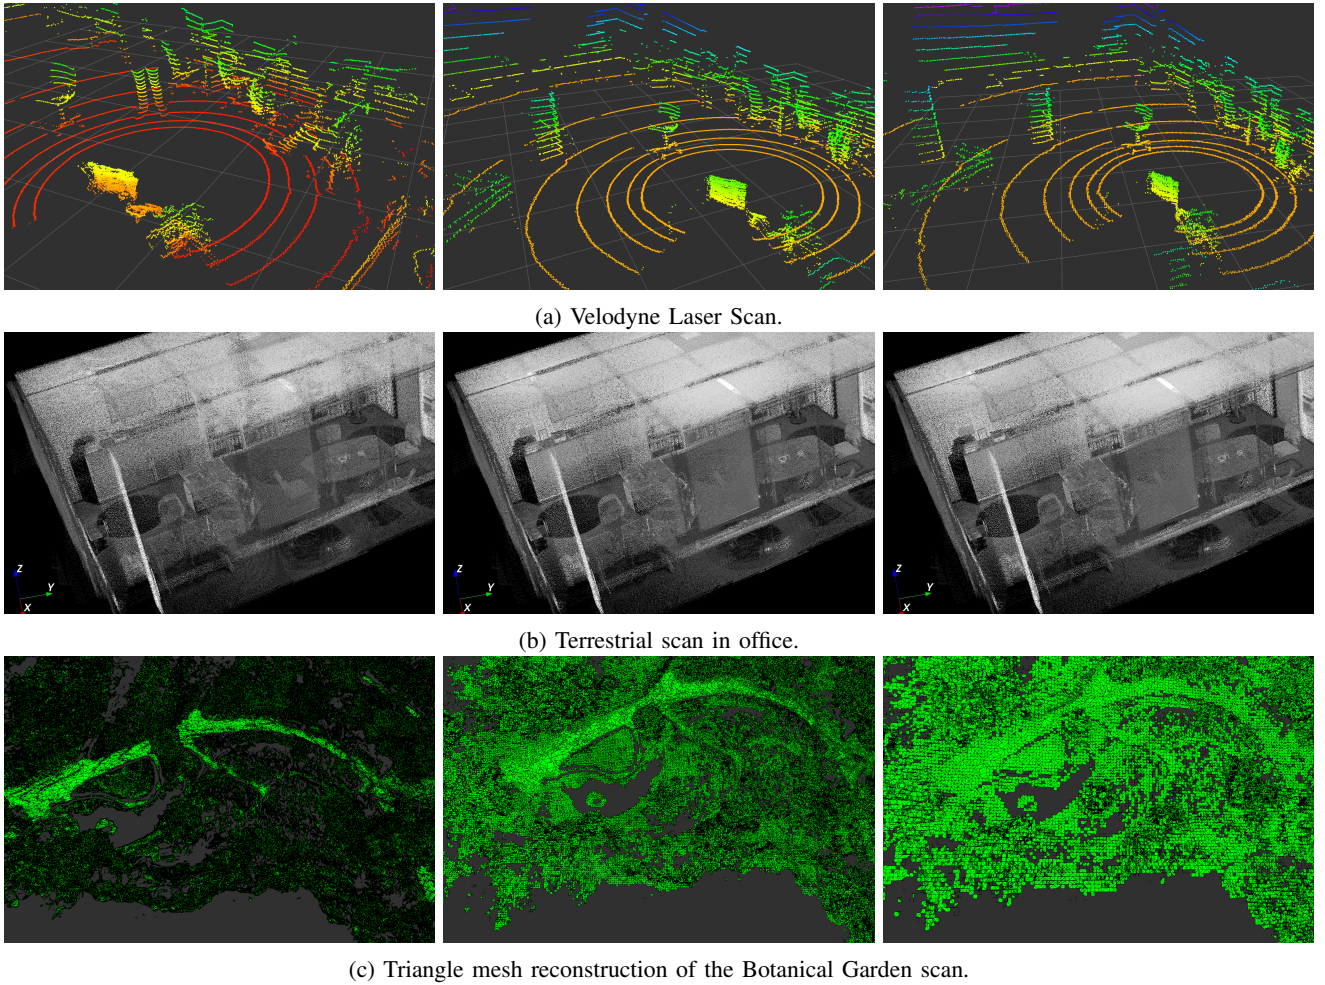 (a) Velodyne Laser Scan.
Z
Y
X
Z
Y
X
Z
Y
X
(b) Terrestrial scan in office.
(c) Triangle mesh reconstruction of the Botanical Garden scan.